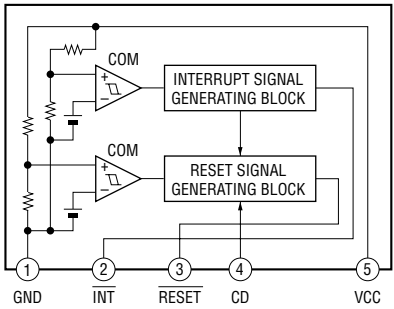 COM
+
−
INTERRUPT SIGNAL
GENERATING BLOCK
COM
+
−
RESET SIGNAL
GENERATING BLOCK
1 2 3 4 5
GND INT RESET CD VCC